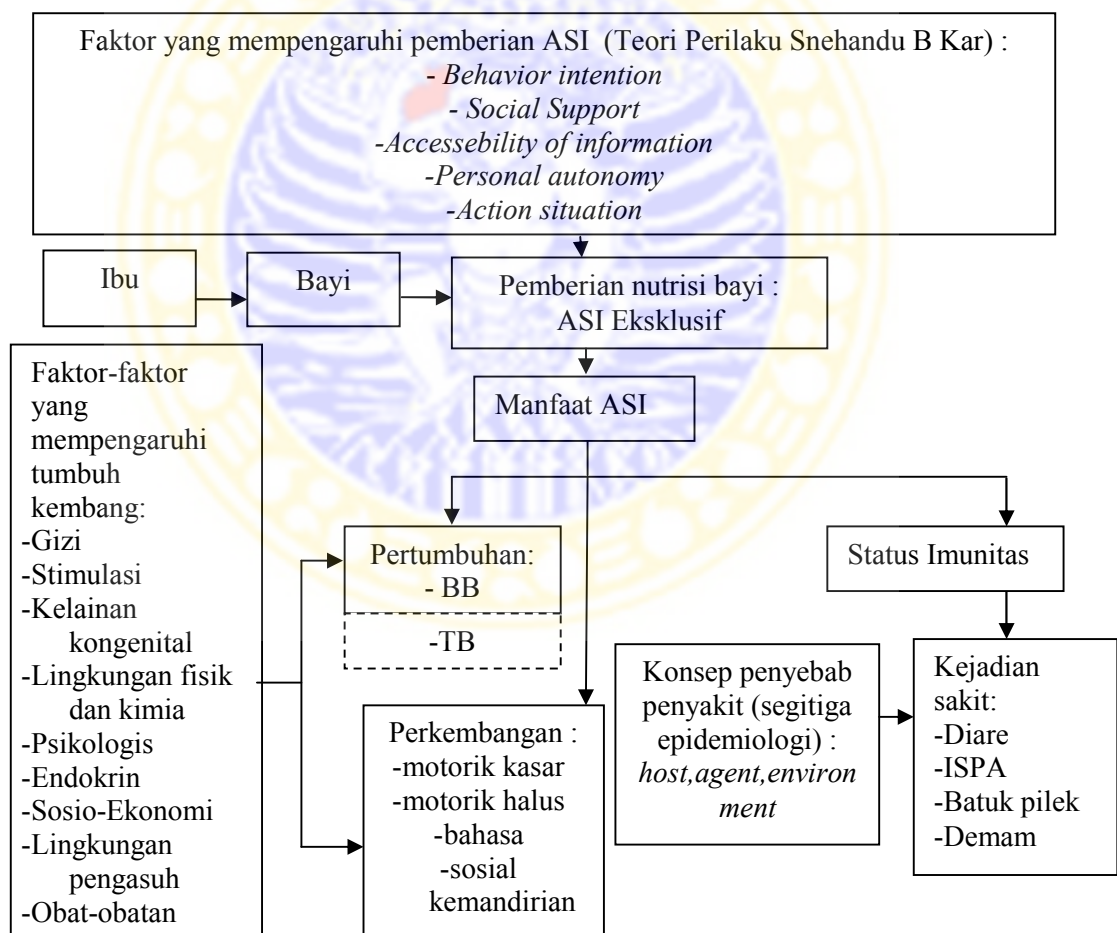 Faktor yang mempengaruhi pemberian ASI (Teori Perilaku Snehandu B Kar) :
- Behavior intention
- Social Support
-Accessebility of information
-Personal autonomy
-Action situation
Ibu
Bayi
Pemberian nutrisi bayi :
ASI Eksklusif
Manfaat ASI
Faktor-faktor
yang
mempengaruhi
tumbuh
kembang:
-Gizi
-Stimulasi
-Kelainan
kongenital
-Lingkungan fisik
dan kimia
-Psikologis
-Endokrin
-Sosio-Ekonomi
-Lingkungan
pengasuh
-Obat-obatan
Pertumbuhan:
- BB
-TB
Perkembangan :
-motorik kasar
-motorik halus
-bahasa
-sosial
kemandirian
Status Imunitas
Konsep penyebab
penyakit (segitiga
epidemiologi) :
host,agent,environ
ment
Kejadian
sakit:
-Diare
-ISPA
-Batuk pilek
-Demam